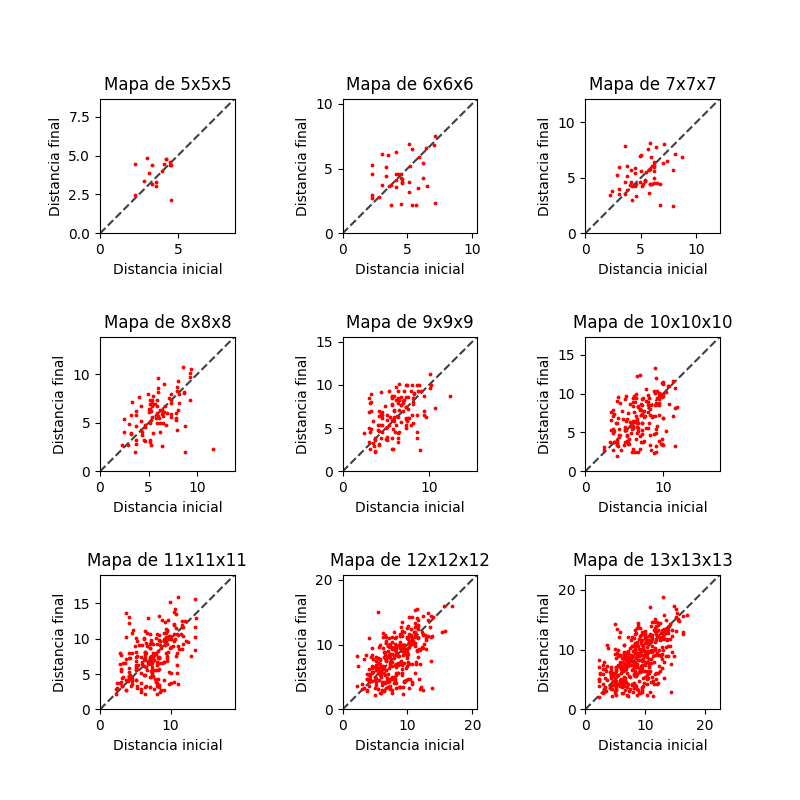 Mapa de 5x5x5
Mapa de 6x6x6
Mapa de 7x7x7
Distancia final
7.5
5.0
2.5
0.0
0
5
Distancia inicial
Distancia final
10
5
0
0
5
10
Distancia inicial
Distancia final
10
5
0
0
5
10
Distancia inicial
Mapa de 8x8x8
Mapa de 9x9x9
Mapa de 10x10x10
Distancia final
10
5
0
0
5
10
Distancia inicial
Distancia final
15
10
5
0
0
10
Distancia inicial
Distancia final
15
10
5
0
0
10
Distancia inicial
Mapa de 11x11x11
Mapa de 12x12x12
Mapa de 13x13x13
Distancia final
15
10
5
0
0
10
Distancia inicial
Distancia final
20
10
0
0
10
20
Distancia inicial
Distancia final
20
10
0
0
10
20
Distancia inicial